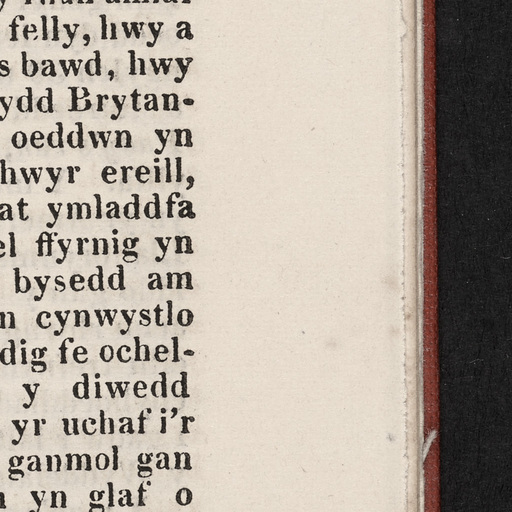 felly, hwy a
s bawd, hwy
ydd Brytan-
oeddwn yn
hwyr ereill,
at ymladdfa
el ffyrnig yn
bysedd am
n cynwystlo
dig fe ochel-
y diwedd
yr uchaf i'r
ganmol gan
yn glaf o